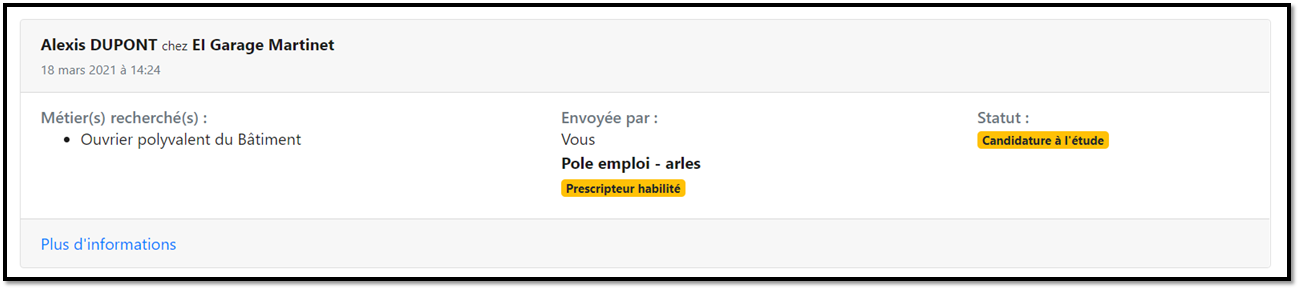 Alexis DUPONT chez EI Garage Martinet
18 mars 2021 à 14:24
Métier(s) recherché(s) :
• Ouvrier polyvalent du Bâtiment
Envoyée par :
Vous
Pole emploi - arles
Prescripteur habilité
Statut :
Candidature à l'étude
Plus d'informations